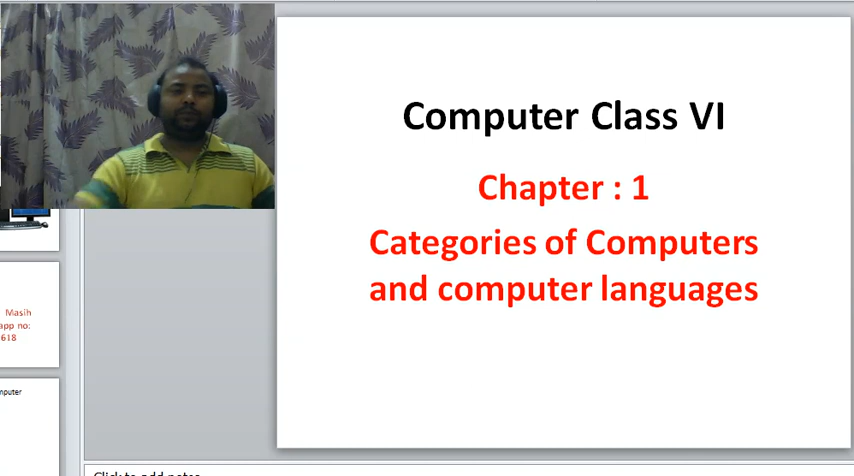 Computer Class VI
Chapter : 1
Categories of Computers
and computer languages
Masih
app no:
618
mputer
Click to add notes